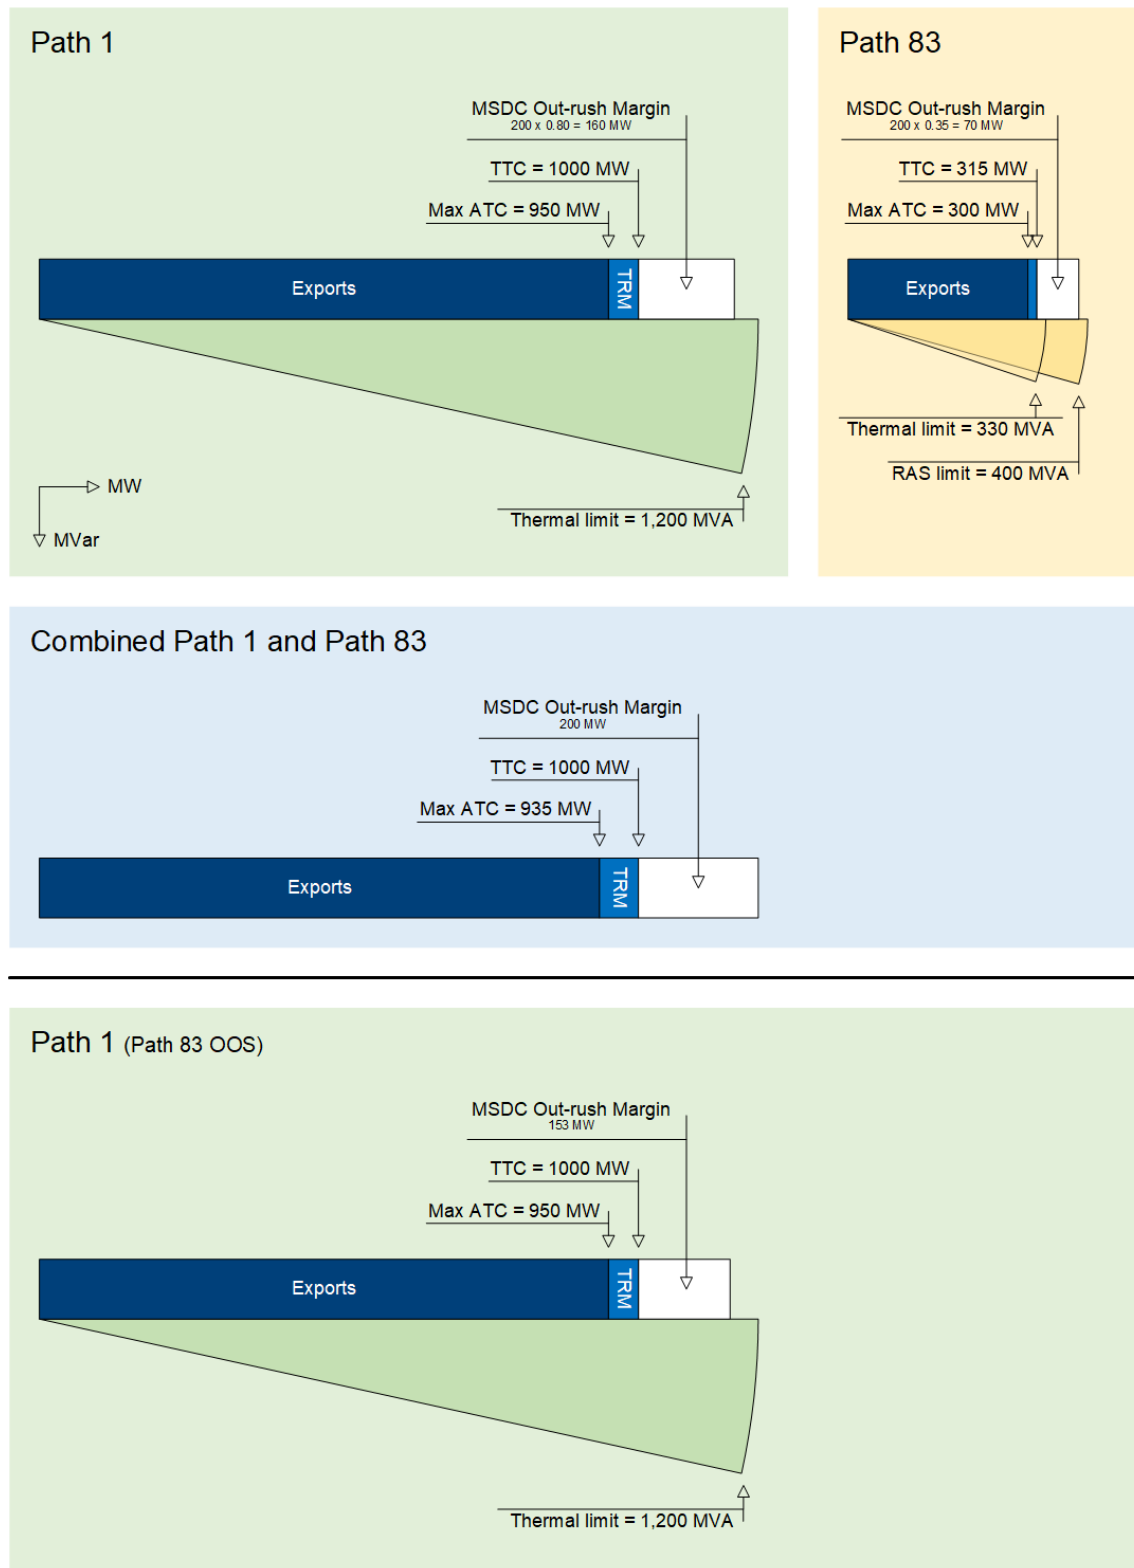 Path 1
MSDC Out-rush Margin
200 x 0.80 = 160 MW
TTC = 1000 MW
Max ATC = 950 MW
Exports
TRM
MW
MVar
Thermal limit = 1,200 MVA
Path 83
MSDC Out-rush Margin
200 x 0.35 = 70 MW
TTC = 315 MW
Max ATC = 300 MW
Exports
Thermal limit = 330 MVA
RAS limit = 400 MVA
Combined Path 1 and Path 83
MSDC Out-rush Margin
200 MW
TTC = 1000 MW
Max ATC = 935 MW
Exports
TRM
Path 1 (Path 83 OOS)
MSDC Out-rush Margin
153 MW
TTC = 1000 MW
Max ATC = 950 MW
Exports
TRM
Thermal limit = 1,200 MVA